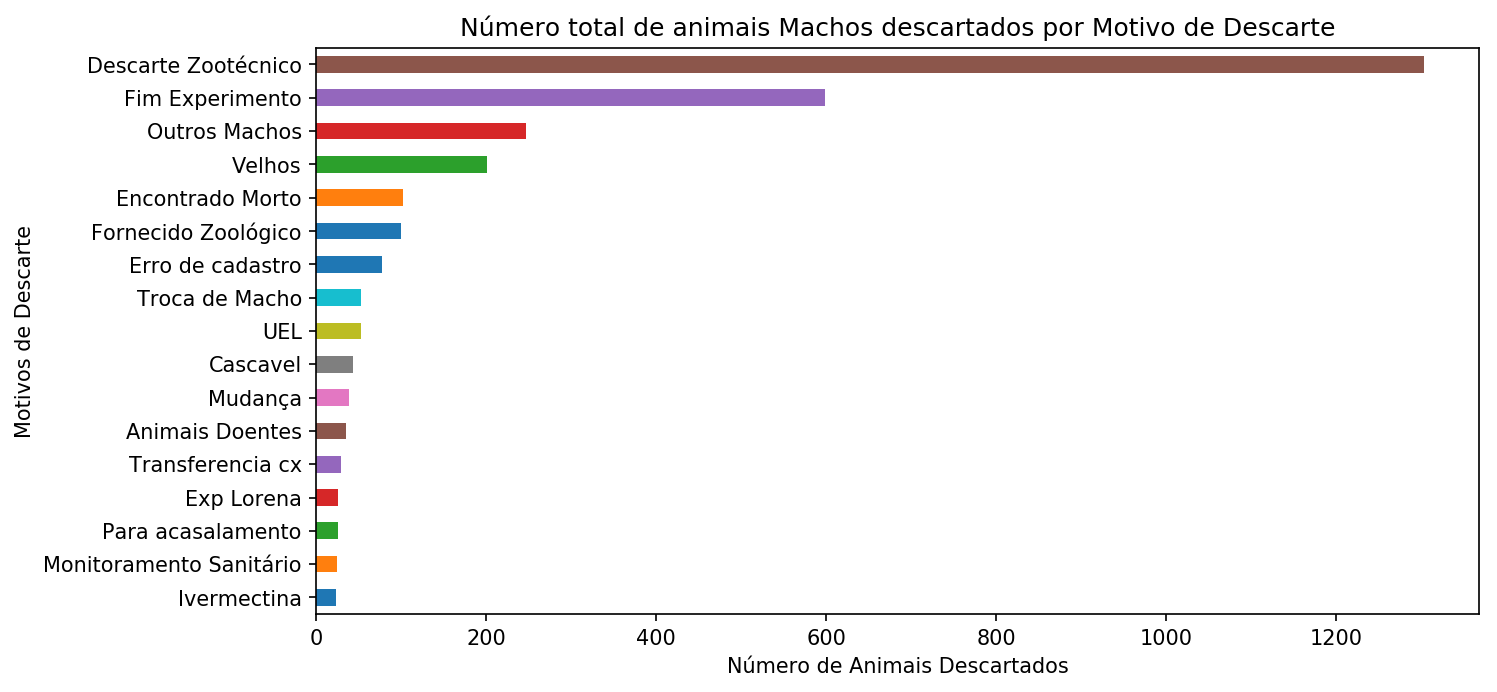 Número total de animais Machos descartados por Motivo de Descarte
Motivos de Descarte
Descarte Zootécnico
Fim Experimento
Outros Machos
Velhos
Encontrado Morto
Fornecido Zoológico
Erro de cadastro
Troca de Macho
UEL
Cascavel
Mudança
Animais Doentes
Transferencia cx
Exp Lorena
Para acasalamento
Monitoramento Sanitário
Ivermectina
0 200 400 600 800 1000 1200
Número de Animais Descartados